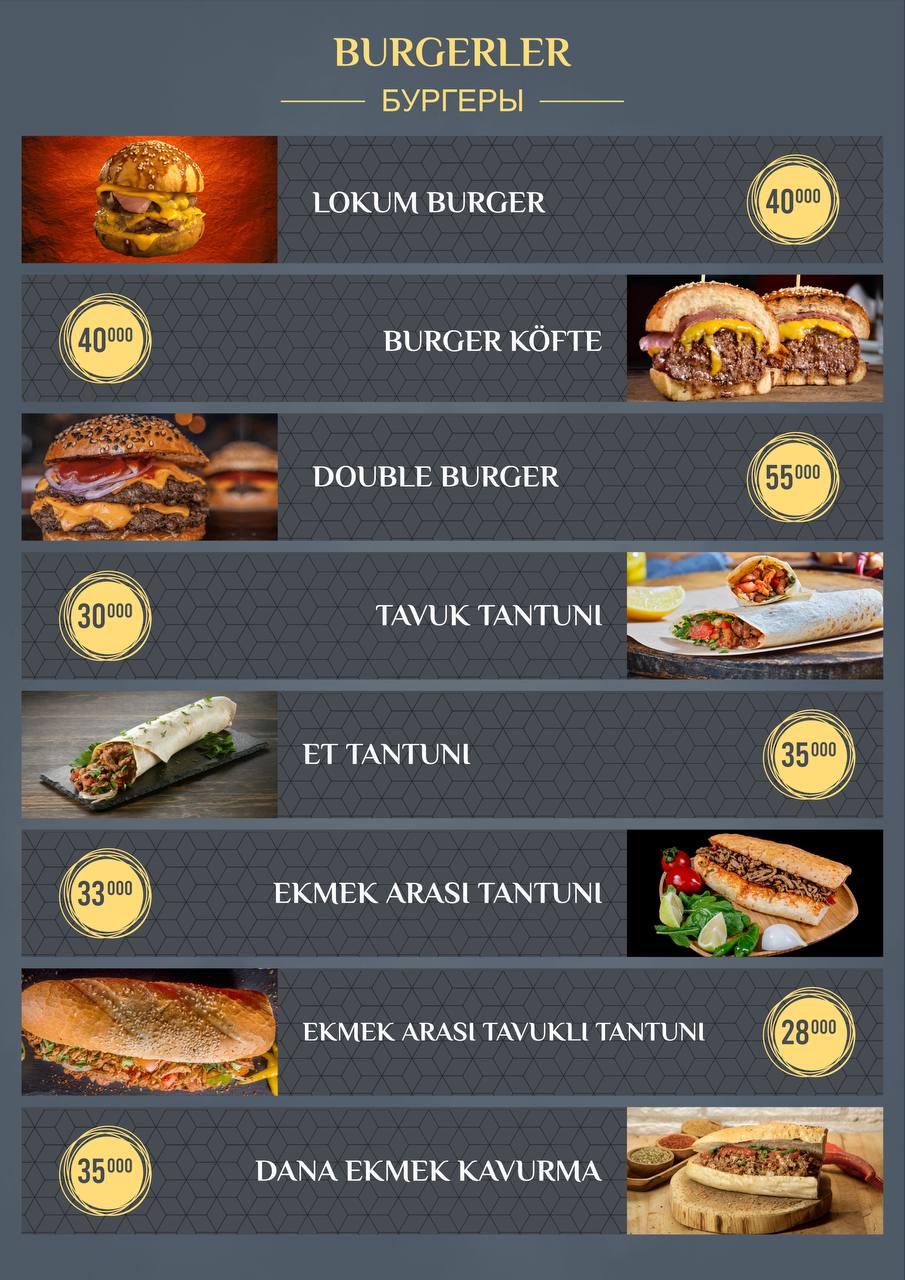 BURGERLER
БУРГЕРЫ
LOKUM BURGER
40000
40000
BURGER KÖFTE
DOUBLE BURGER
55000
30000
TAVUK TANTUNI
ET TANTUNI
35000
33000
EKMEK ARASI TANTUNI
EKMEK ARASI TAVUKLI TANTUNI
28000
35000
DANA EKMEK KAVURMA